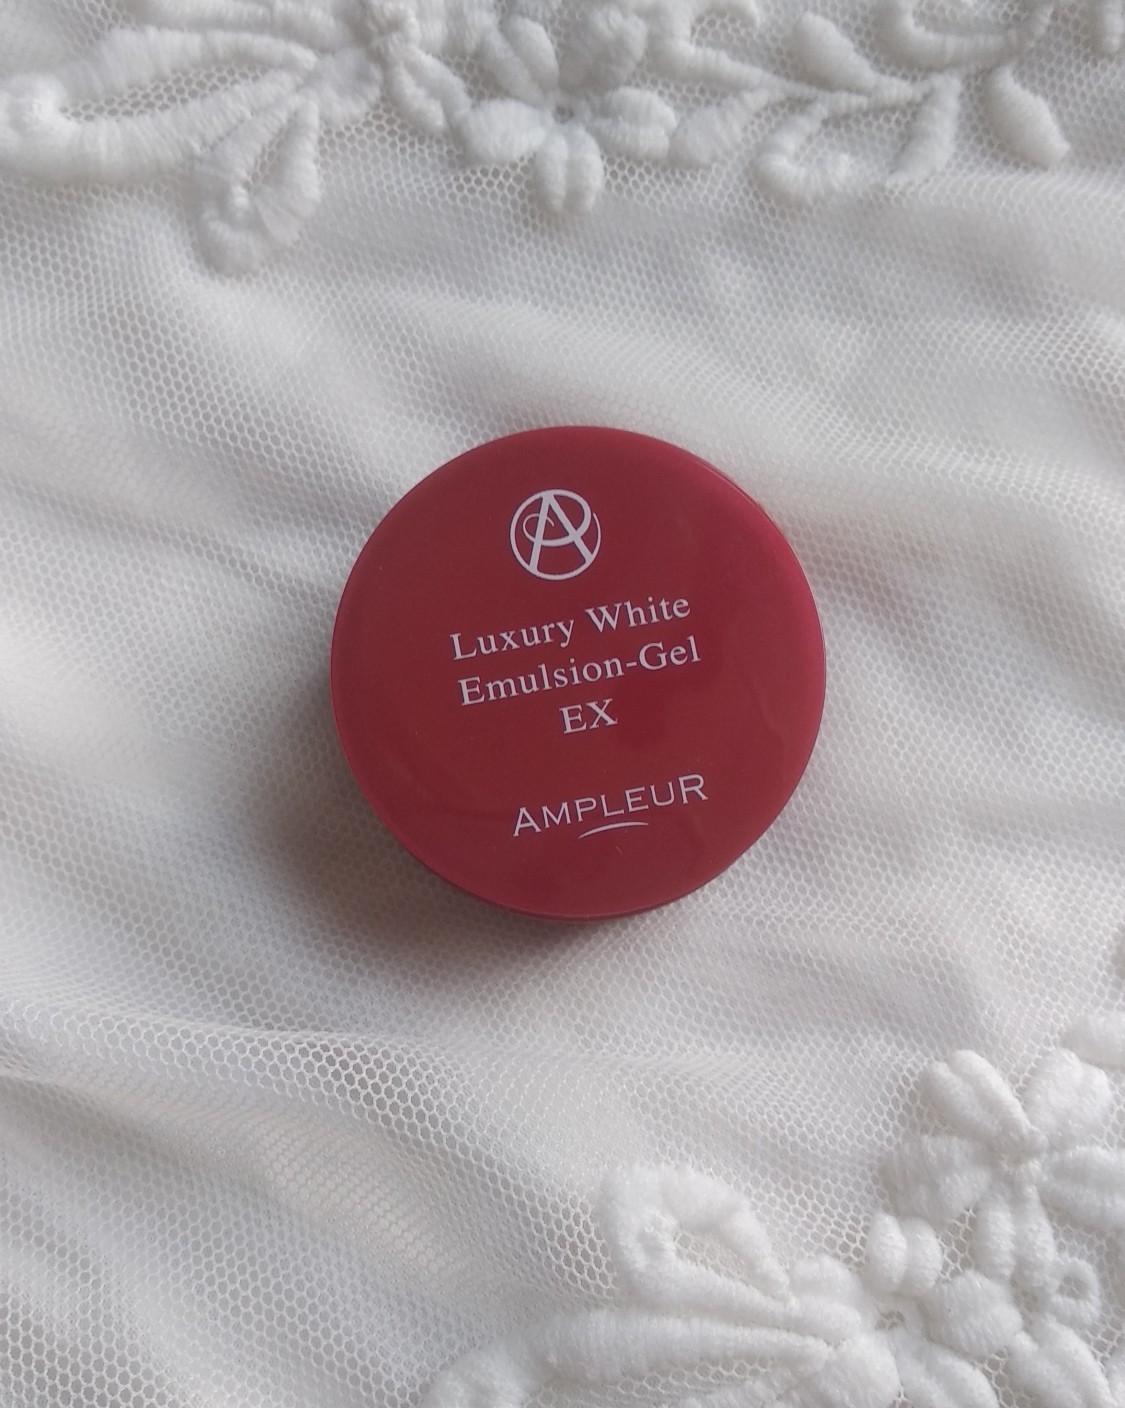 Luxury White
Emulsion-Gel
EX
AMPLEUR